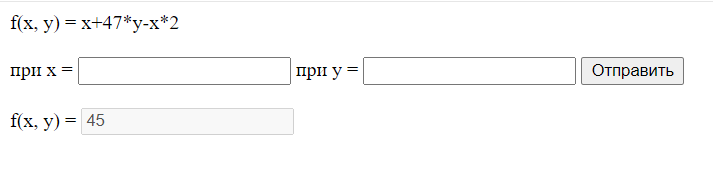 f(x, y) = x+47*y-x*2
при x = при y = Отправить
f(x, y) = 45